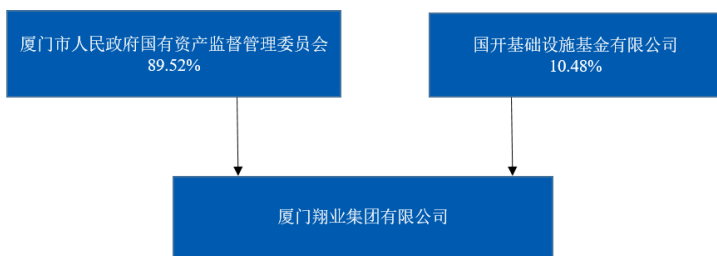 厦门市人民政府国有资产监督管理委员会
89.52%
国开基础设施基金有限公司
10.48%
厦门翔业集团有限公司